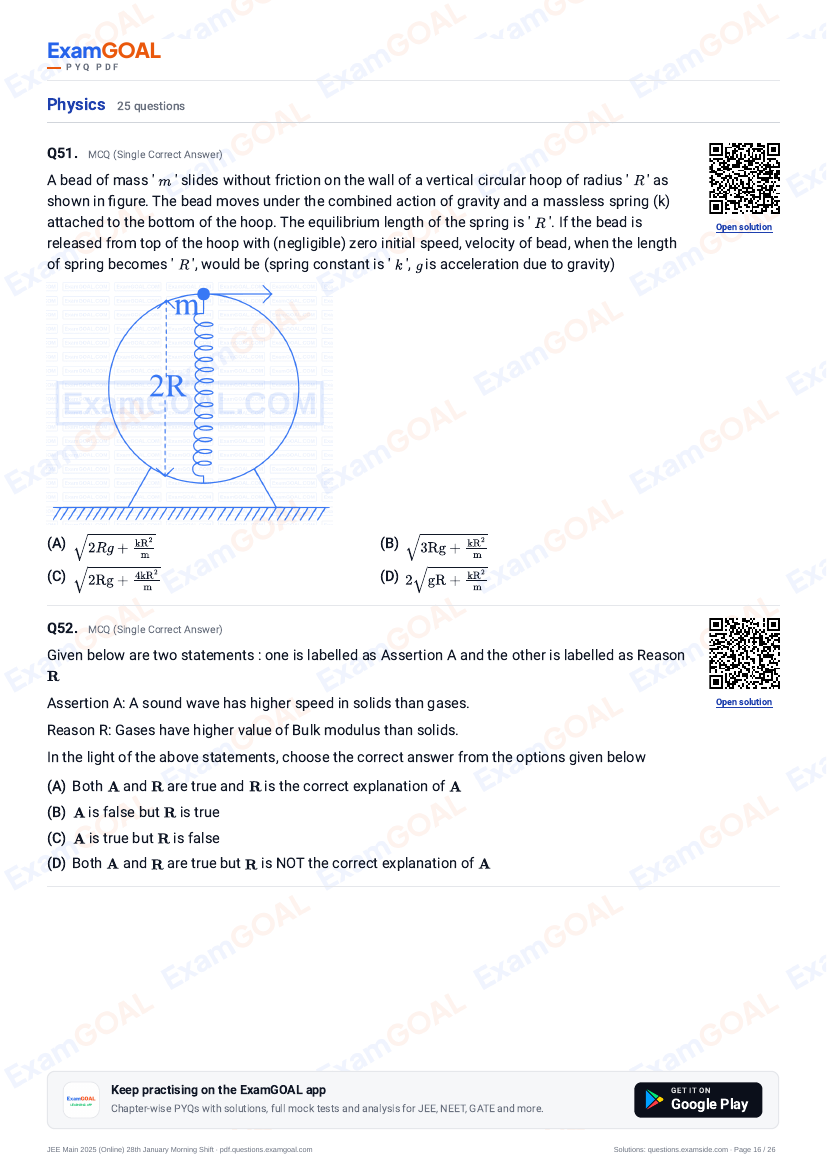 ExamGOAL
PYQ PDF
Physics 25 questions
Q51. MCQ (Single Correct Answer)
A bead of mass ' m ' slides without friction on the wall of a vertical circular hoop of radius ' R ' as
shown in figure. The bead moves under the combined action of gravity and a massless spring (k)
attached to the bottom of the hoop. The equilibrium length of the spring is ' R '. If the bead is
released from top of the hoop with (negligible) zero initial speed, velocity of bead, when the length
of spring becomes ' R ', would be (spring constant is ' k ', g is acceleration due to gravity)
Open solution
m
2R
ExamGOAL.COM
(A) √(2Rg + kR²/m)
(B) √(3Rg + kR²/m)
(C) √(2Rg + 4kR²/m)
(D) 2√(gR + kR²/m)
Q52. MCQ (Single Correct Answer)
Given below are two statements : one is labelled as Assertion A and the other is labelled as Reason
R
Open solution
Assertion A: A sound wave has higher speed in solids than gases.
Reason R: Gases have higher value of Bulk modulus than solids.
In the light of the above statements, choose the correct answer from the options given below
(A) Both A and R are true and R is the correct explanation of A
(B) A is false but R is true
(C) A is true but R is false
(D) Both A and R are true but R is NOT the correct explanation of A
Keep practising on the ExamGOAL app
Chapter-wise PYQs with solutions, full mock tests and analysis for JEE, NEET, GATE and more.
GET IT ON
Google Play
JEE Main 2025 (Online) 28th January Morning Shift · pdf.questions.examgoal.com
Solutions: questions.examside.com · Page 16 / 26